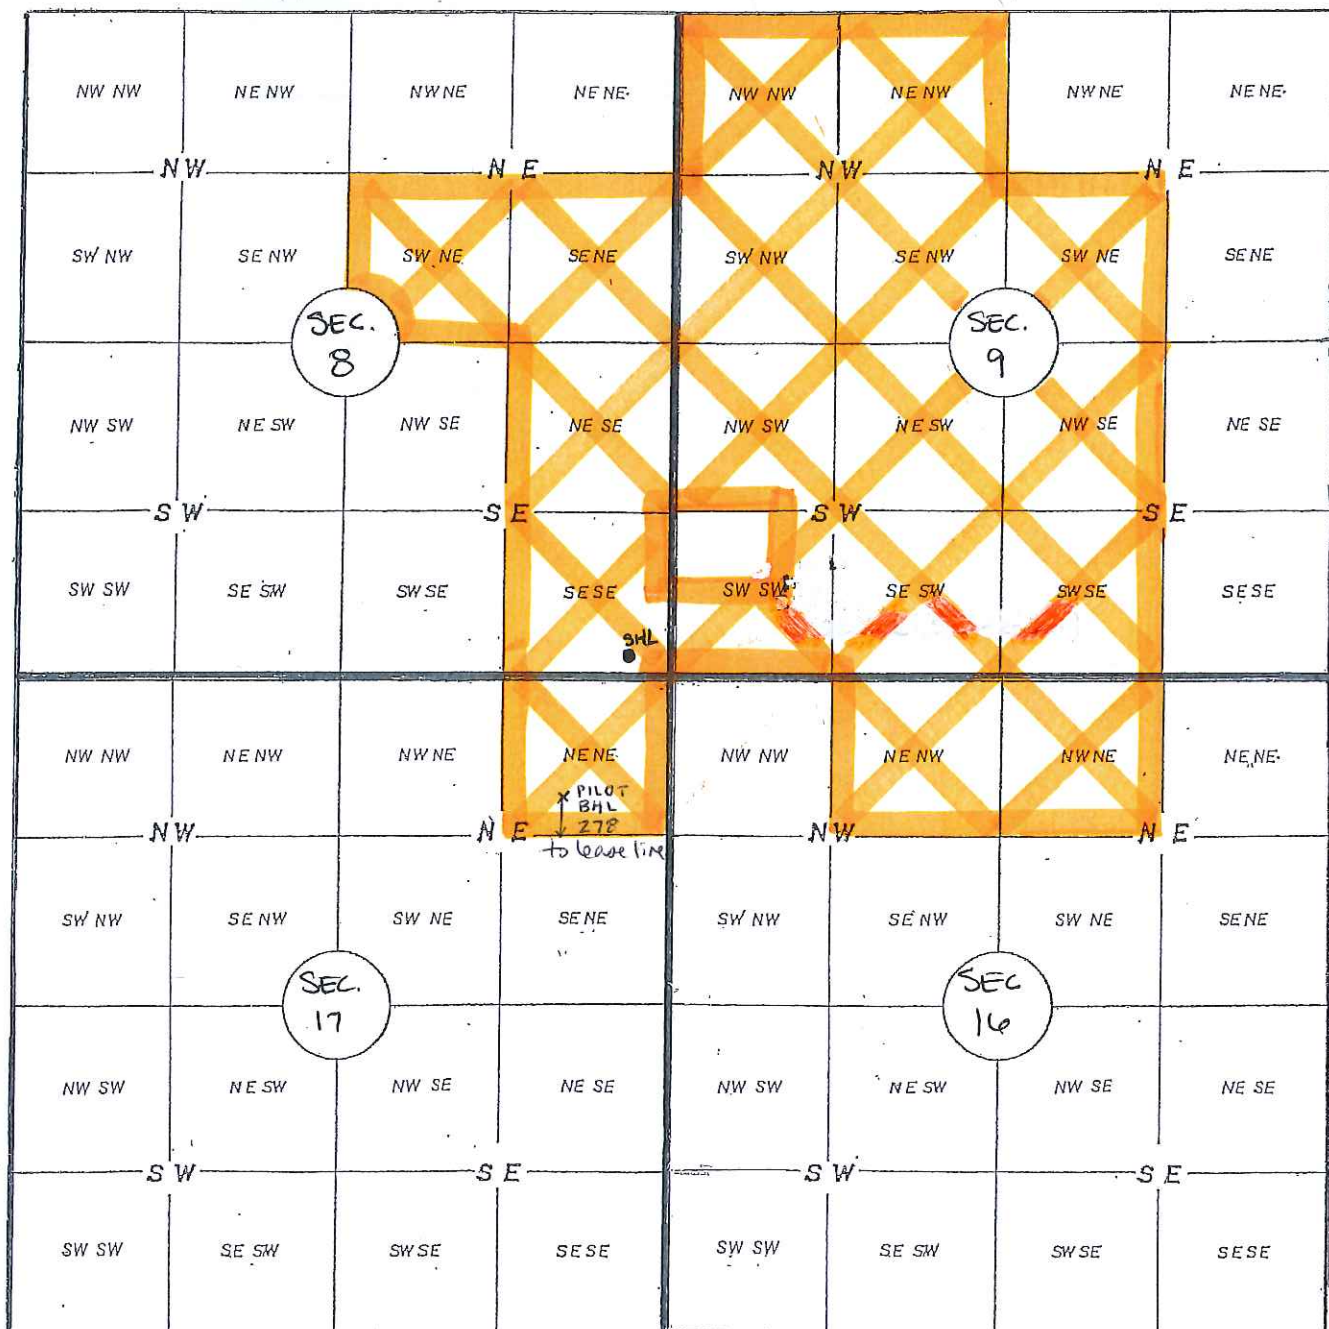 NW NW NE NW NW NE NE NE NW NW NE NW NW NE NE NE
NW NE NW NE
SW NW SE NW SW NE SE NE SW NW SE NW SW NE SE NE
SEC. 8 SEC. 9
NW SW NE SW NW SE NE SE NW SW NE SW NW SE NE SE
SW SE SW SE
SW SW SE SW SW SE SE SE SW SW SE SW SW SE SE SE
SHL
NW NW NE NW NW NE NE NE NW NW NE NW NW NE NE NE
X PILOT
BHL
278
to lease line
NW NE NW NE
SW NW SE NW SW NE SE NE SW NW SE NW SW NE SE NE
SEC. 17 SEC 16
NW SW NE SW NW SE NE SE NW SW NE SW NW SE NE SE
SW SE SW SE
SW SW SE SW SW SE SE SE SW SW SE SW SW SE SE SE